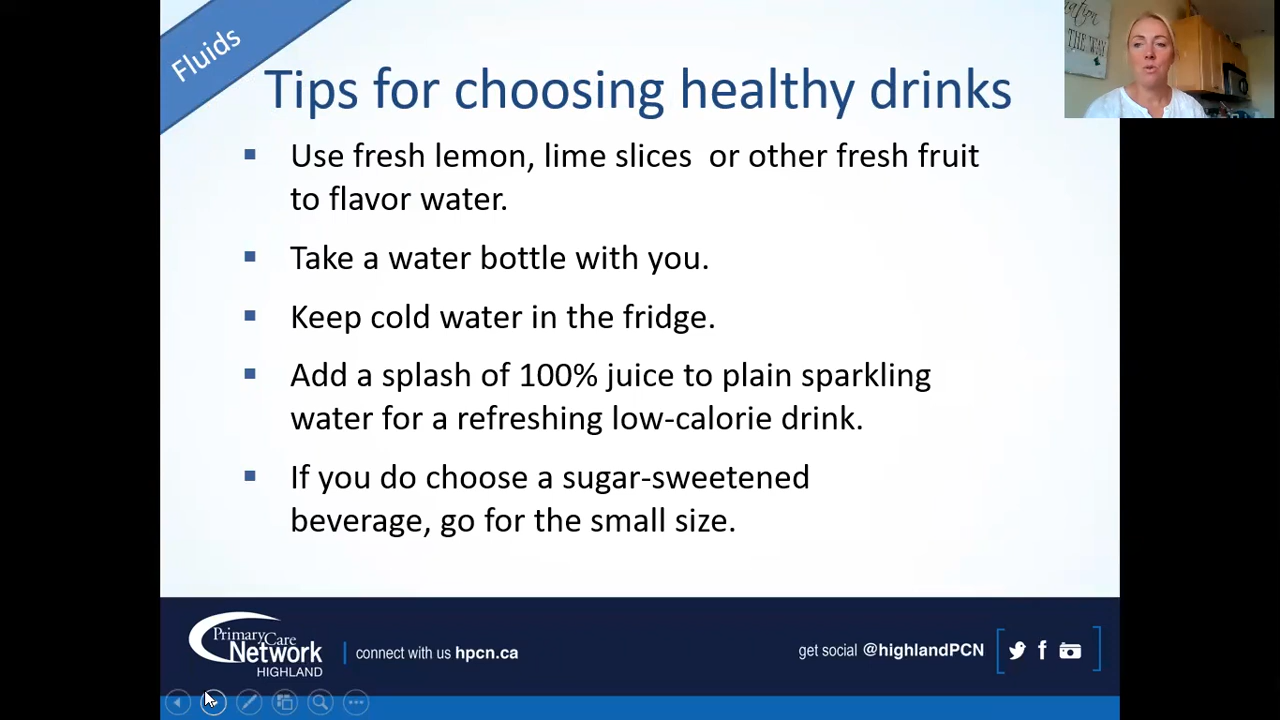 Fluids
Tips for choosing healthy drinks
Use fresh lemon, lime slices or other fresh fruit
to flavor water.
Take a water bottle with you.
Keep cold water in the fridge.
Add a splash of 100% juice to plain sparkling
water for a refreshing low-calorie drink.
If you do choose a sugar-sweetened
beverage, go for the small size.
PrimaryCare
Network
HIGHLAND
connect with us hpcn.ca
get social @highlandPCN
THE WAY